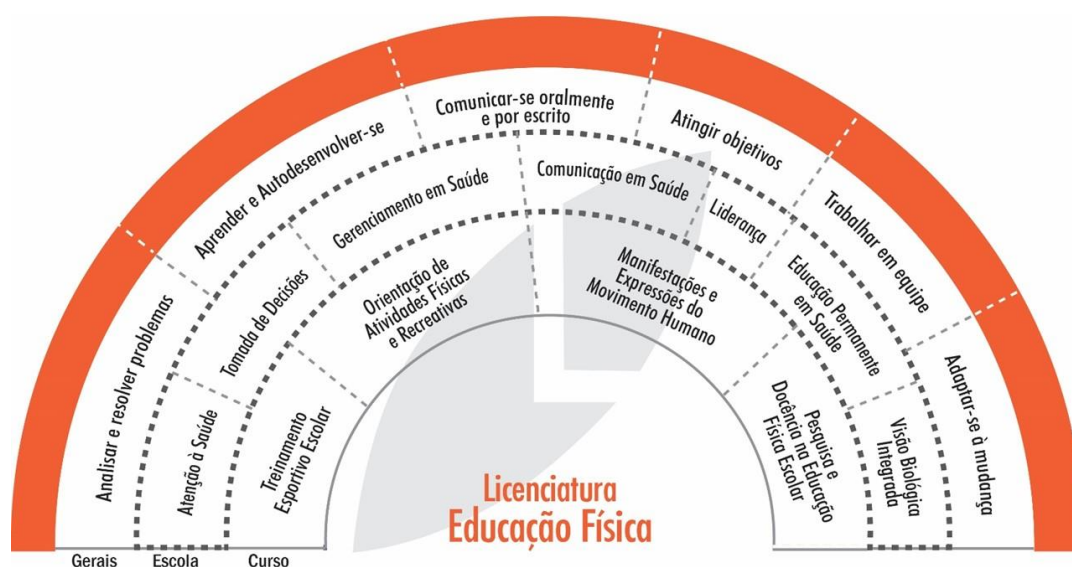 Analisar e resolver problemas
Aprender e Autodesenvolver-se
Comunicar-se oralmente
e por escrito
Atingir objetivos
Trabalhar em equipe
Adaptar-se à mudança
Atenção à Saúde
Tomada de Decisões
Gerenciamento em Saúde
Comunicação em Saúde
Liderança
Educação Permanente
em Saúde
Visão Biológica
Integrada
Treinamento
Esportivo Escolar
Orientação de
Atividades Físicas
e Recreativas
Manifestações e
Expressões do
Movimento Humano
Pesquisa e
Docência na Educação
Física Escolar
Licenciatura
Educação Física
Gerais
Escola
Curso